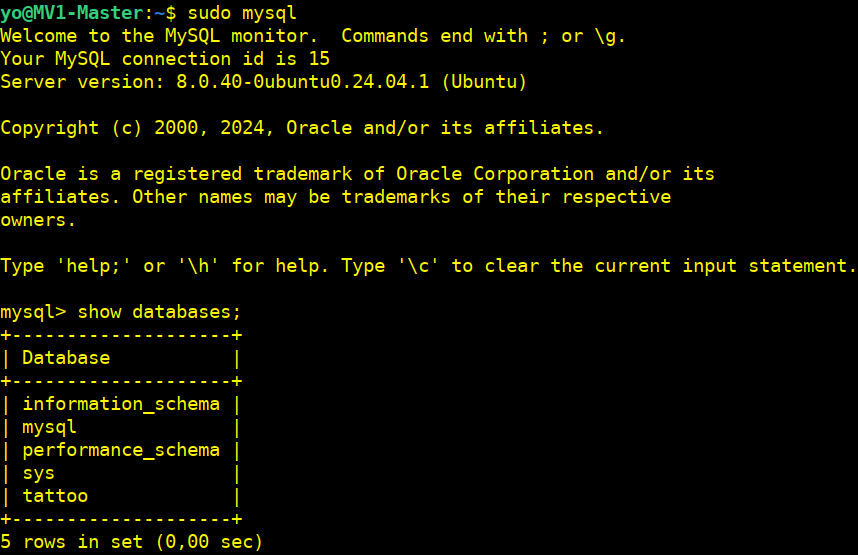 yo@MV1-Master:~$ sudo mysql
Welcome to the MySQL monitor.  Commands end with ; or \g.
Your MySQL connection id is 15
Server version: 8.0.40-0ubuntu0.24.04.1 (Ubuntu)

Copyright (c) 2000, 2024, Oracle and/or its affiliates.

Oracle is a registered trademark of Oracle Corporation and/or its
affiliates. Other names may be trademarks of their respective
owners.

Type 'help;' or '\h' for help. Type '\c' to clear the current input statement.

mysql> show databases;
+--------------------+
| Database           |
+--------------------+
| information_schema |
| mysql              |
| performance_schema |
| sys                |
| tattoo             |
+--------------------+
5 rows in set (0,00 sec)